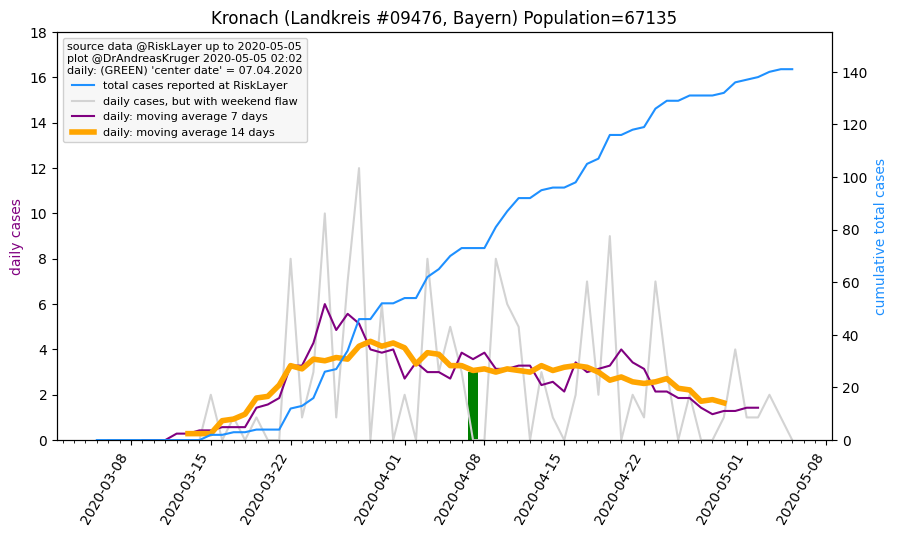 Kronach (Landkreis #09476, Bayern) Population=67135
source data @RiskLayer up to 2020-05-05
plot @DrAndreasKruger 2020-05-05 02:02
daily: (GREEN) 'center date' = 07.04.2020
total cases reported at RiskLayer
daily cases, but with weekend flaw
daily: moving average 7 days
daily: moving average 14 days
daily cases
18
16
14
12
10
8
6
4
2
0
140
120
100
80
60
40
20
0
cumulative total cases
2020-03-08
2020-03-15
2020-03-22
2020-04-01
2020-04-08
2020-04-15
2020-04-22
2020-05-01
2020-05-08